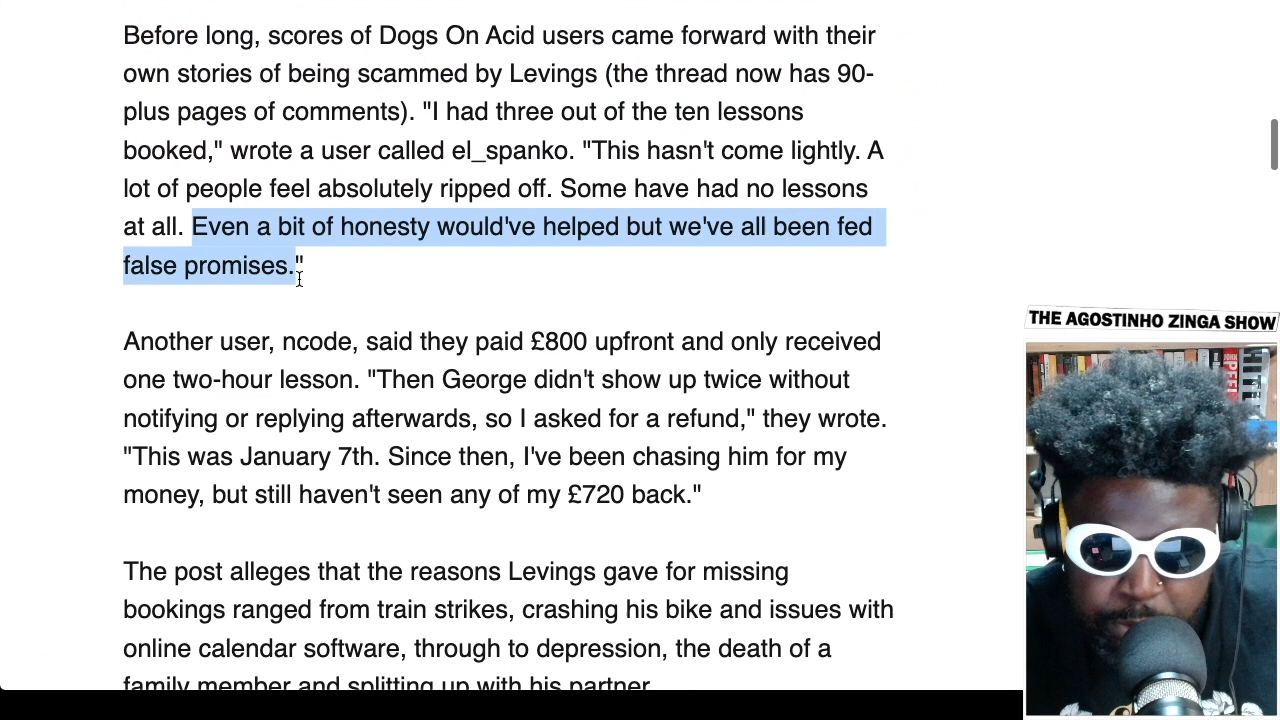 Before long, scores of Dogs On Acid users came forward with their
own stories of being scammed by Levings (the thread now has 90-
plus pages of comments). "I had three out of the ten lessons
booked," wrote a user called el_spanko. "This hasn't come lightly. A
lot of people feel absolutely ripped off. Some have had no lessons
at all. Even a bit of honesty would've helped but we've all been fed
false promises."
Another user, ncode, said they paid £800 upfront and only received
one two-hour lesson. "Then George didn't show up twice without
notifying or replying afterwards, so I asked for a refund," they wrote.
"This was January 7th. Since then, I've been chasing him for my
money, but still haven't seen any of my £720 back."
The post alleges that the reasons Levings gave for missing
bookings ranged from train strikes, crashing his bike and issues with
online calendar software, through to depression, the death of a
family member and splitting up with his partner.
THE AGOSTINHO ZINGA SHOW